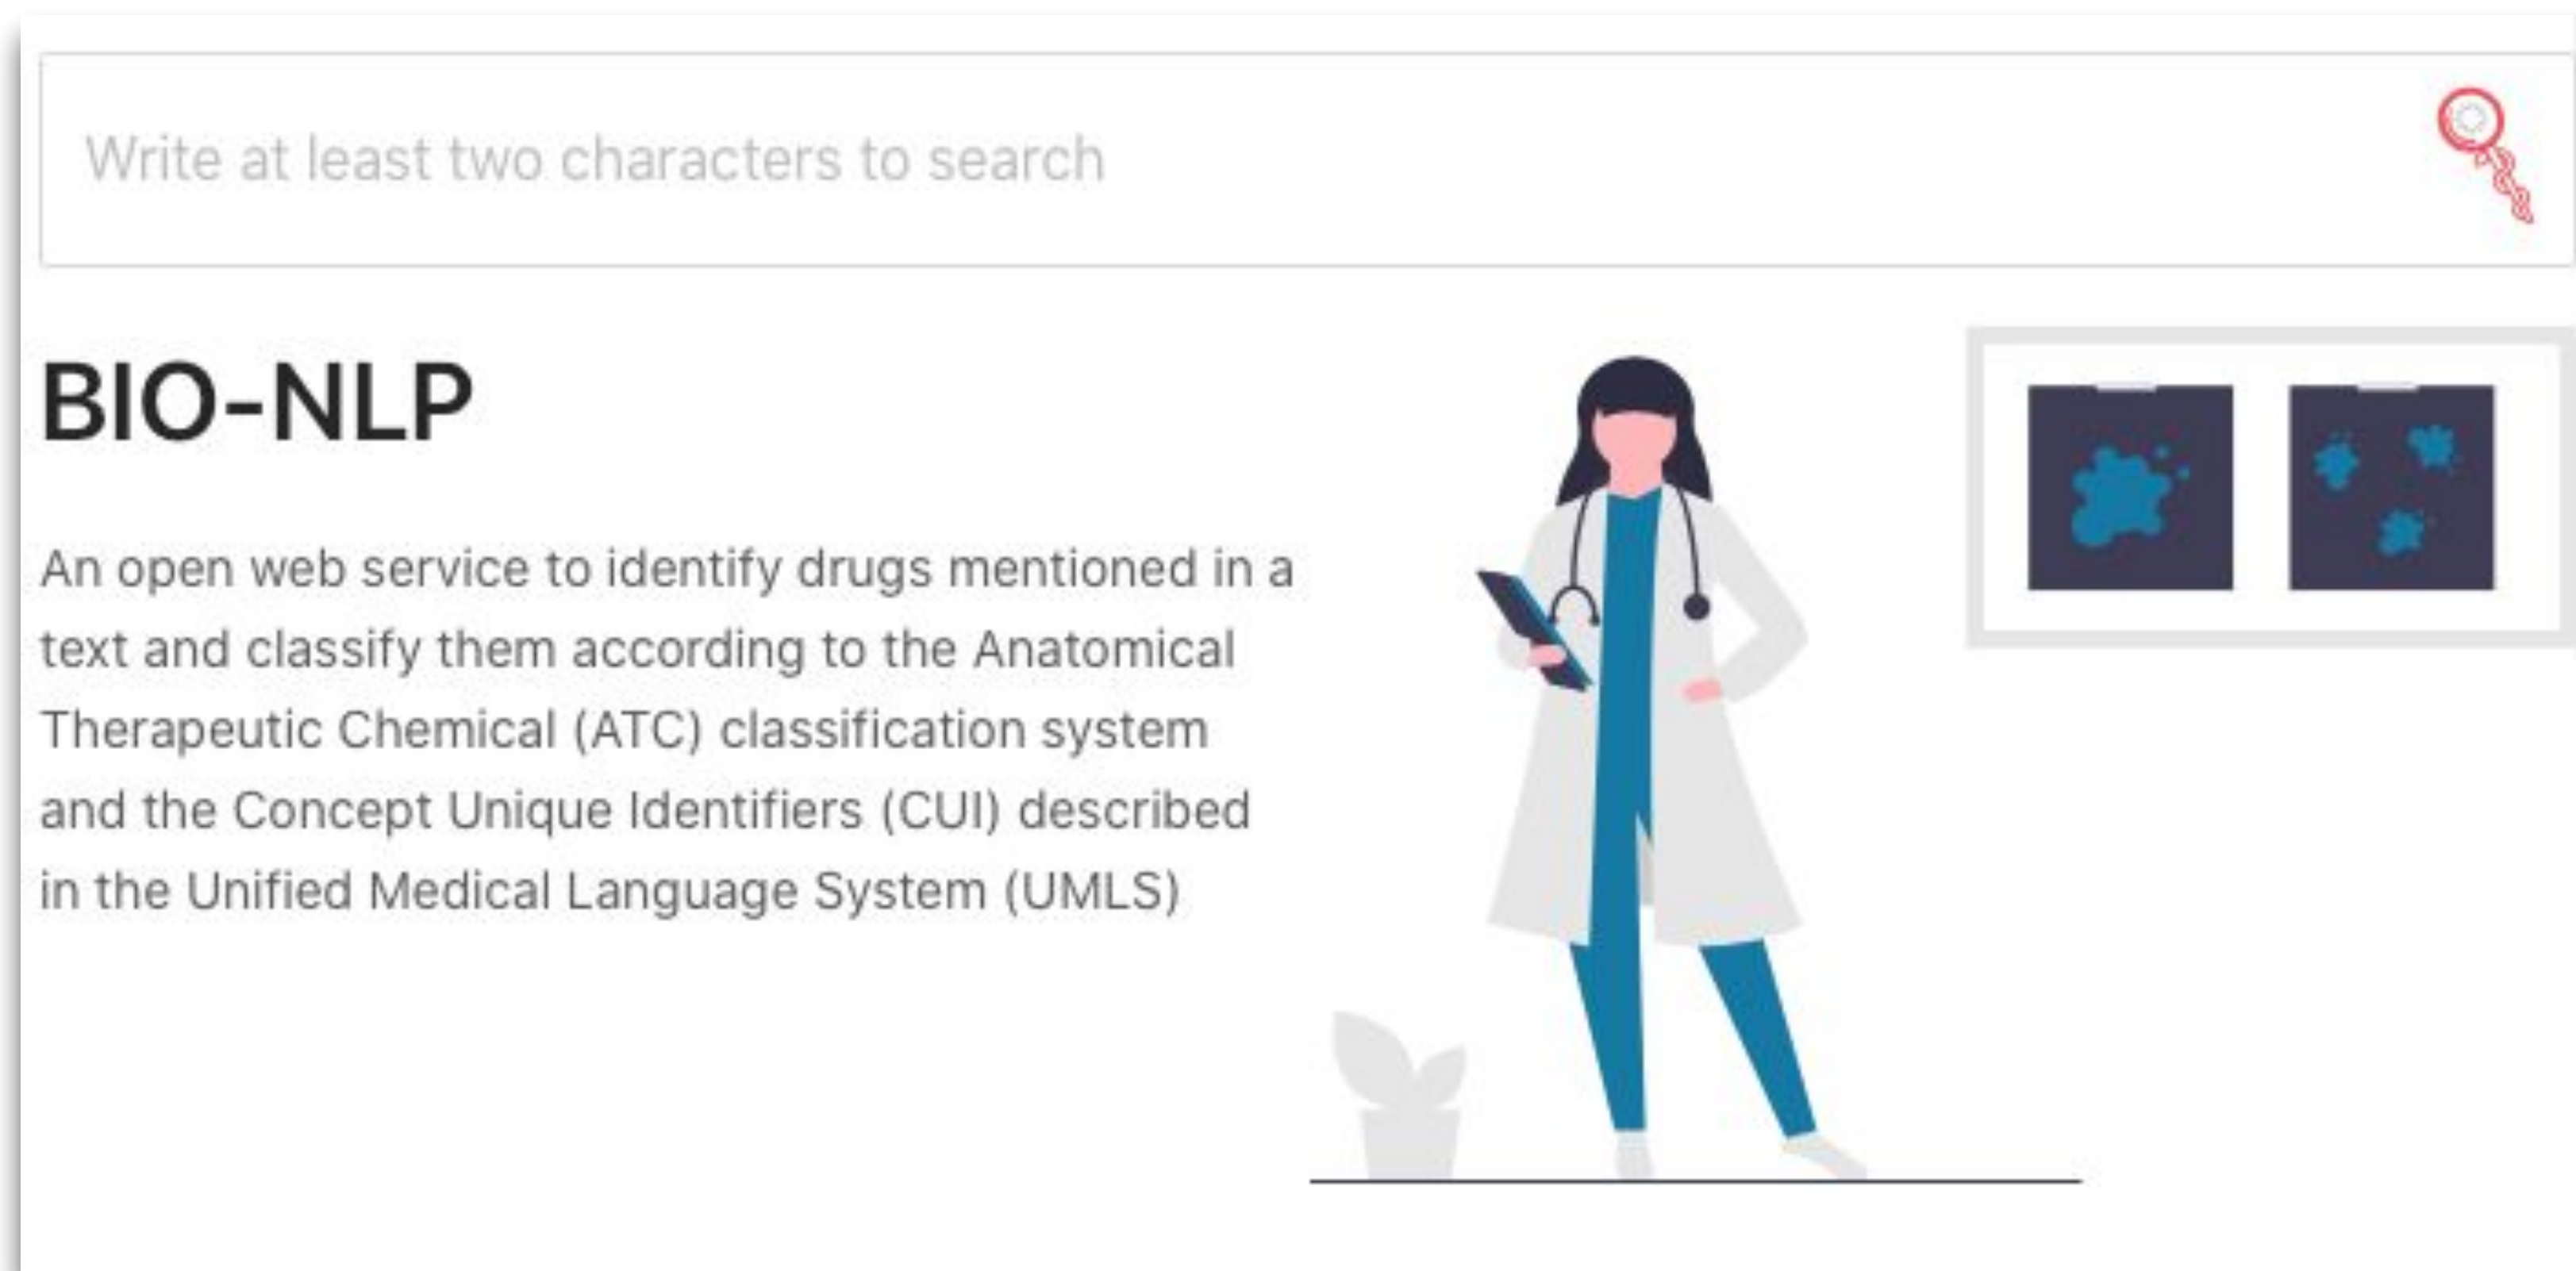 Write at least two characters to search
BIO-NLP
An open web service to identify drugs mentioned in a
text and classify them according to the Anatomical
Therapeutic Chemical (ATC) classification system
and the Concept Unique Identifiers (CUI) described
in the Unified Medical Language System (UMLS)